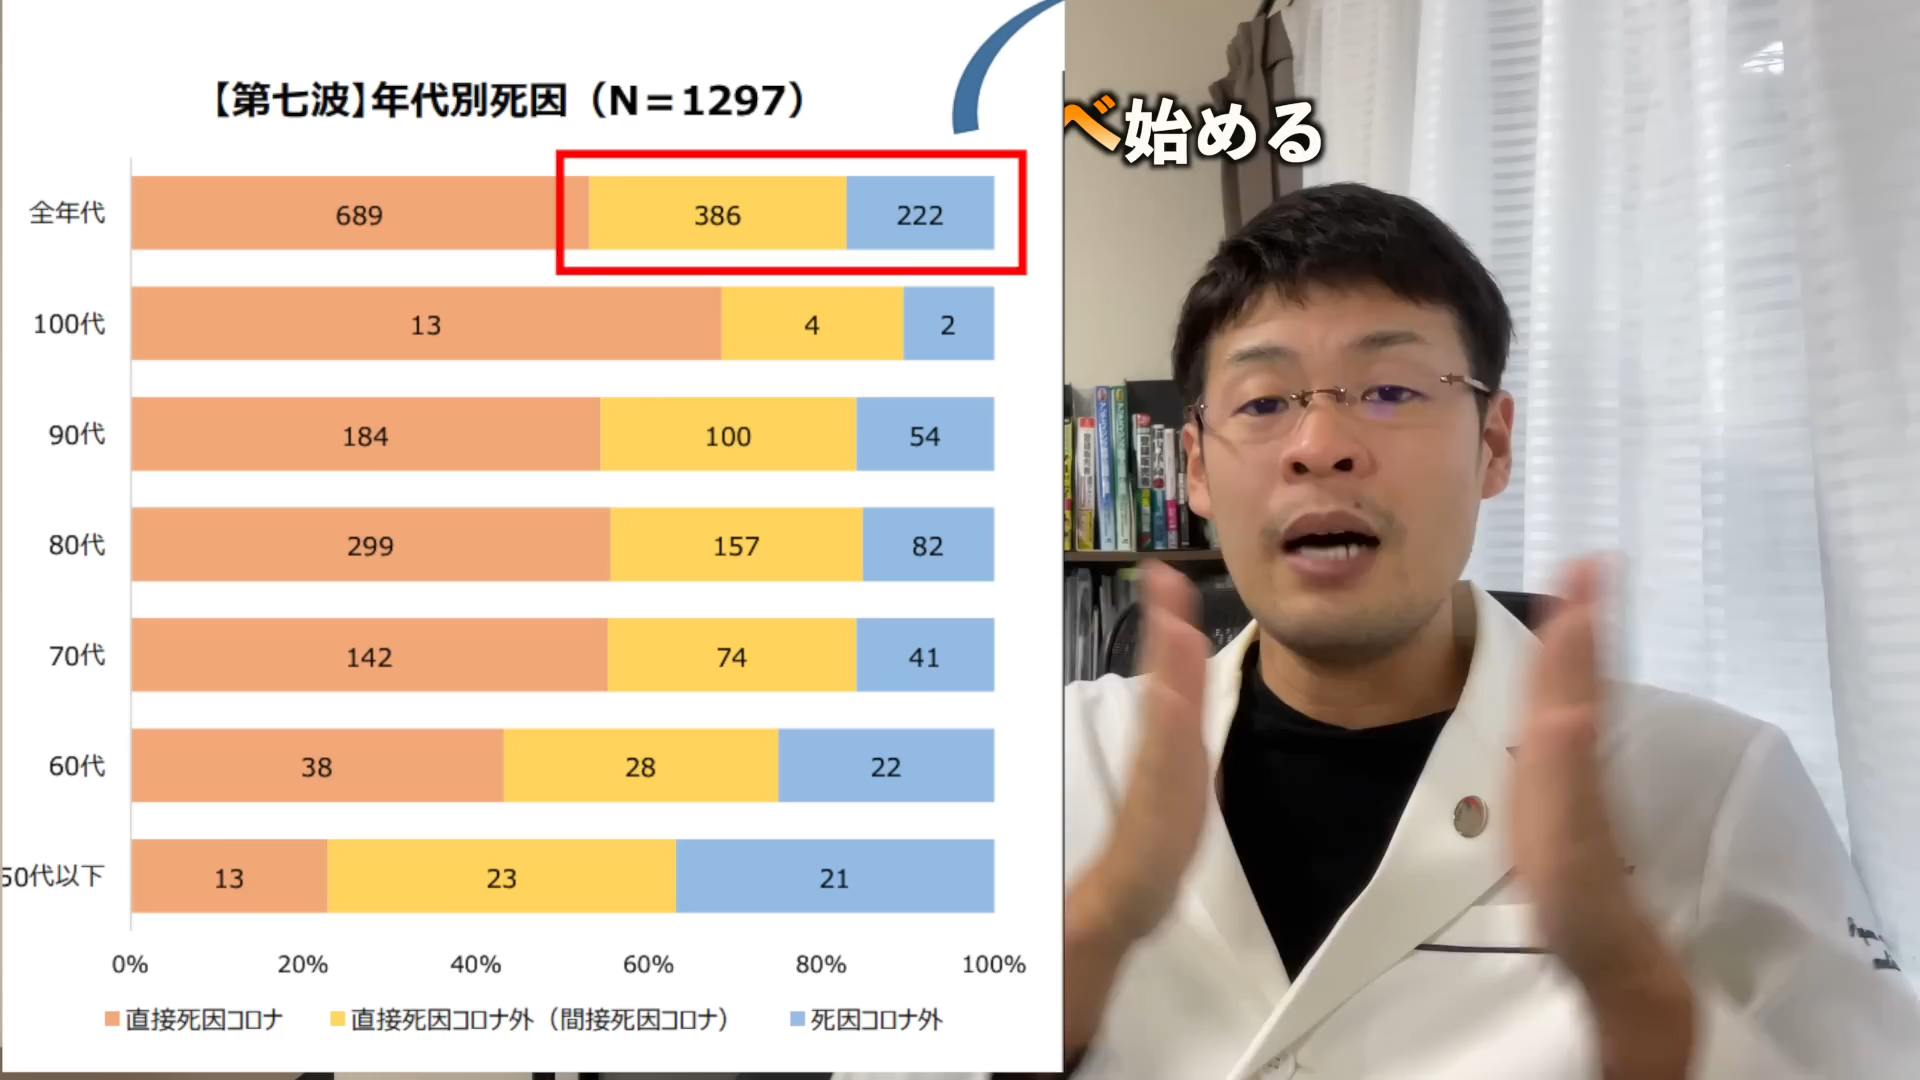 【第七波】年代別死因（N＝1297）
べ始める
全年代 689 386 222
100代 13 4 2
90代 184 100 54
80代 299 157 82
70代 142 74 41
60代 38 28 22
50代以下 13 23 21
0% 20% 40% 60% 80% 100%
直接死因コロナ 直接死因コロナ外（間接死因コロナ） 死因コロナ外